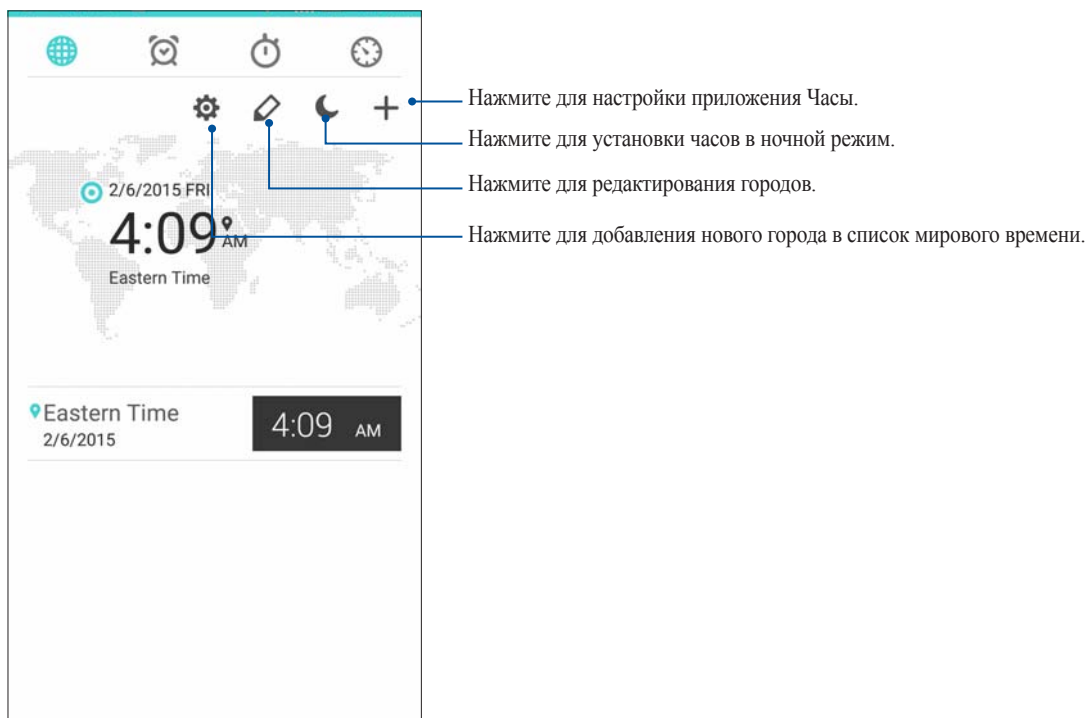 Нажмите для настройки приложения Часы.
Нажмите для установки часов в ночной режим.
2/6/2015 FRI
Нажмите для редактирования городов.
4:09 AM
Нажмите для добавления нового города в список мирового времени.
Eastern Time
Eastern Time
4:09 AM
2/6/2015